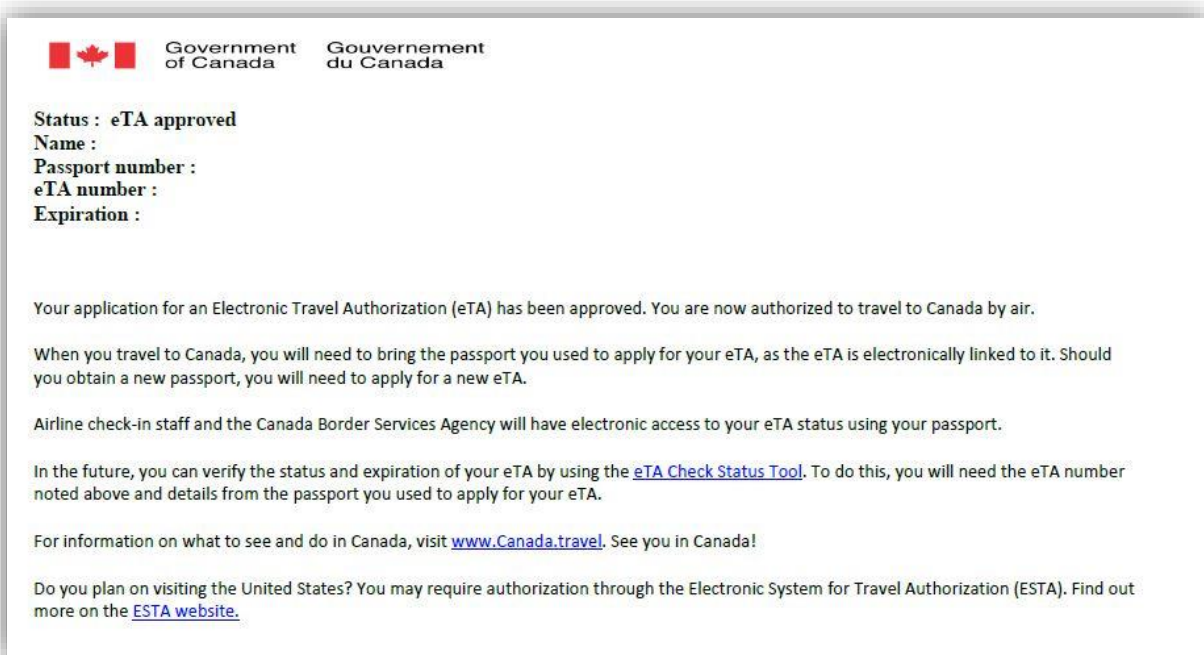 Government Gouvernement
of Canada du Canada
Status : eTA approved
Name :
Passport number :
eTA number :
Expiration :
Your application for an Electronic Travel Authorization (eTA) has been approved. You are now authorized to travel to Canada by air.
When you travel to Canada, you will need to bring the passport you used to apply for your eTA, as the eTA is electronically linked to it. Should
you obtain a new passport, you will need to apply for a new eTA.
Airline check-in staff and the Canada Border Services Agency will have electronic access to your eTA status using your passport.
In the future, you can verify the status and expiration of your eTA by using the eTA Check Status Tool. To do this, you will need the eTA number
noted above and details from the passport you used to apply for your eTA.
For information on what to see and do in Canada, visit www.Canada.travel. See you in Canada!
Do you plan on visiting the United States? You may require authorization through the Electronic System for Travel Authorization (ESTA). Find out
more on the ESTA website.